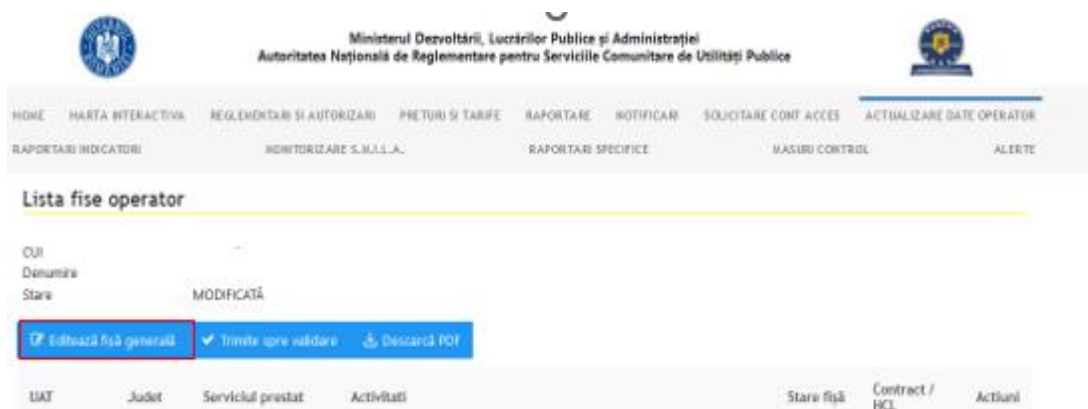 Ministerul Dezvoltării, Lucrărilor Publice și Administrației
Autoritatea Națională de Reglementare pentru Serviciile Comunitare de Utilități Publice
HOME HARTA INTERACTIVA REGLEMENTARI SI AUTORIZARI PRETURI SI TARIFE RAPORTARE NOTIFICARI SOLICITARE CONT ACCES ACTUALIZARE DATE OPERATOR
RAPORTARI INDICATORI MONITORIZARE S.M.I.L.A. RAPORTARI SPECIFICE MASURI CONTROL ALERTE
Lista fise operator
CUI
Denumire
Stare MODIFICATĂ
Editează fișă generală Trimite spre validare Descarcă PDF
UAT Judet Serviciul prestat Activitati Stare fișă Contract / HCL Actiuni